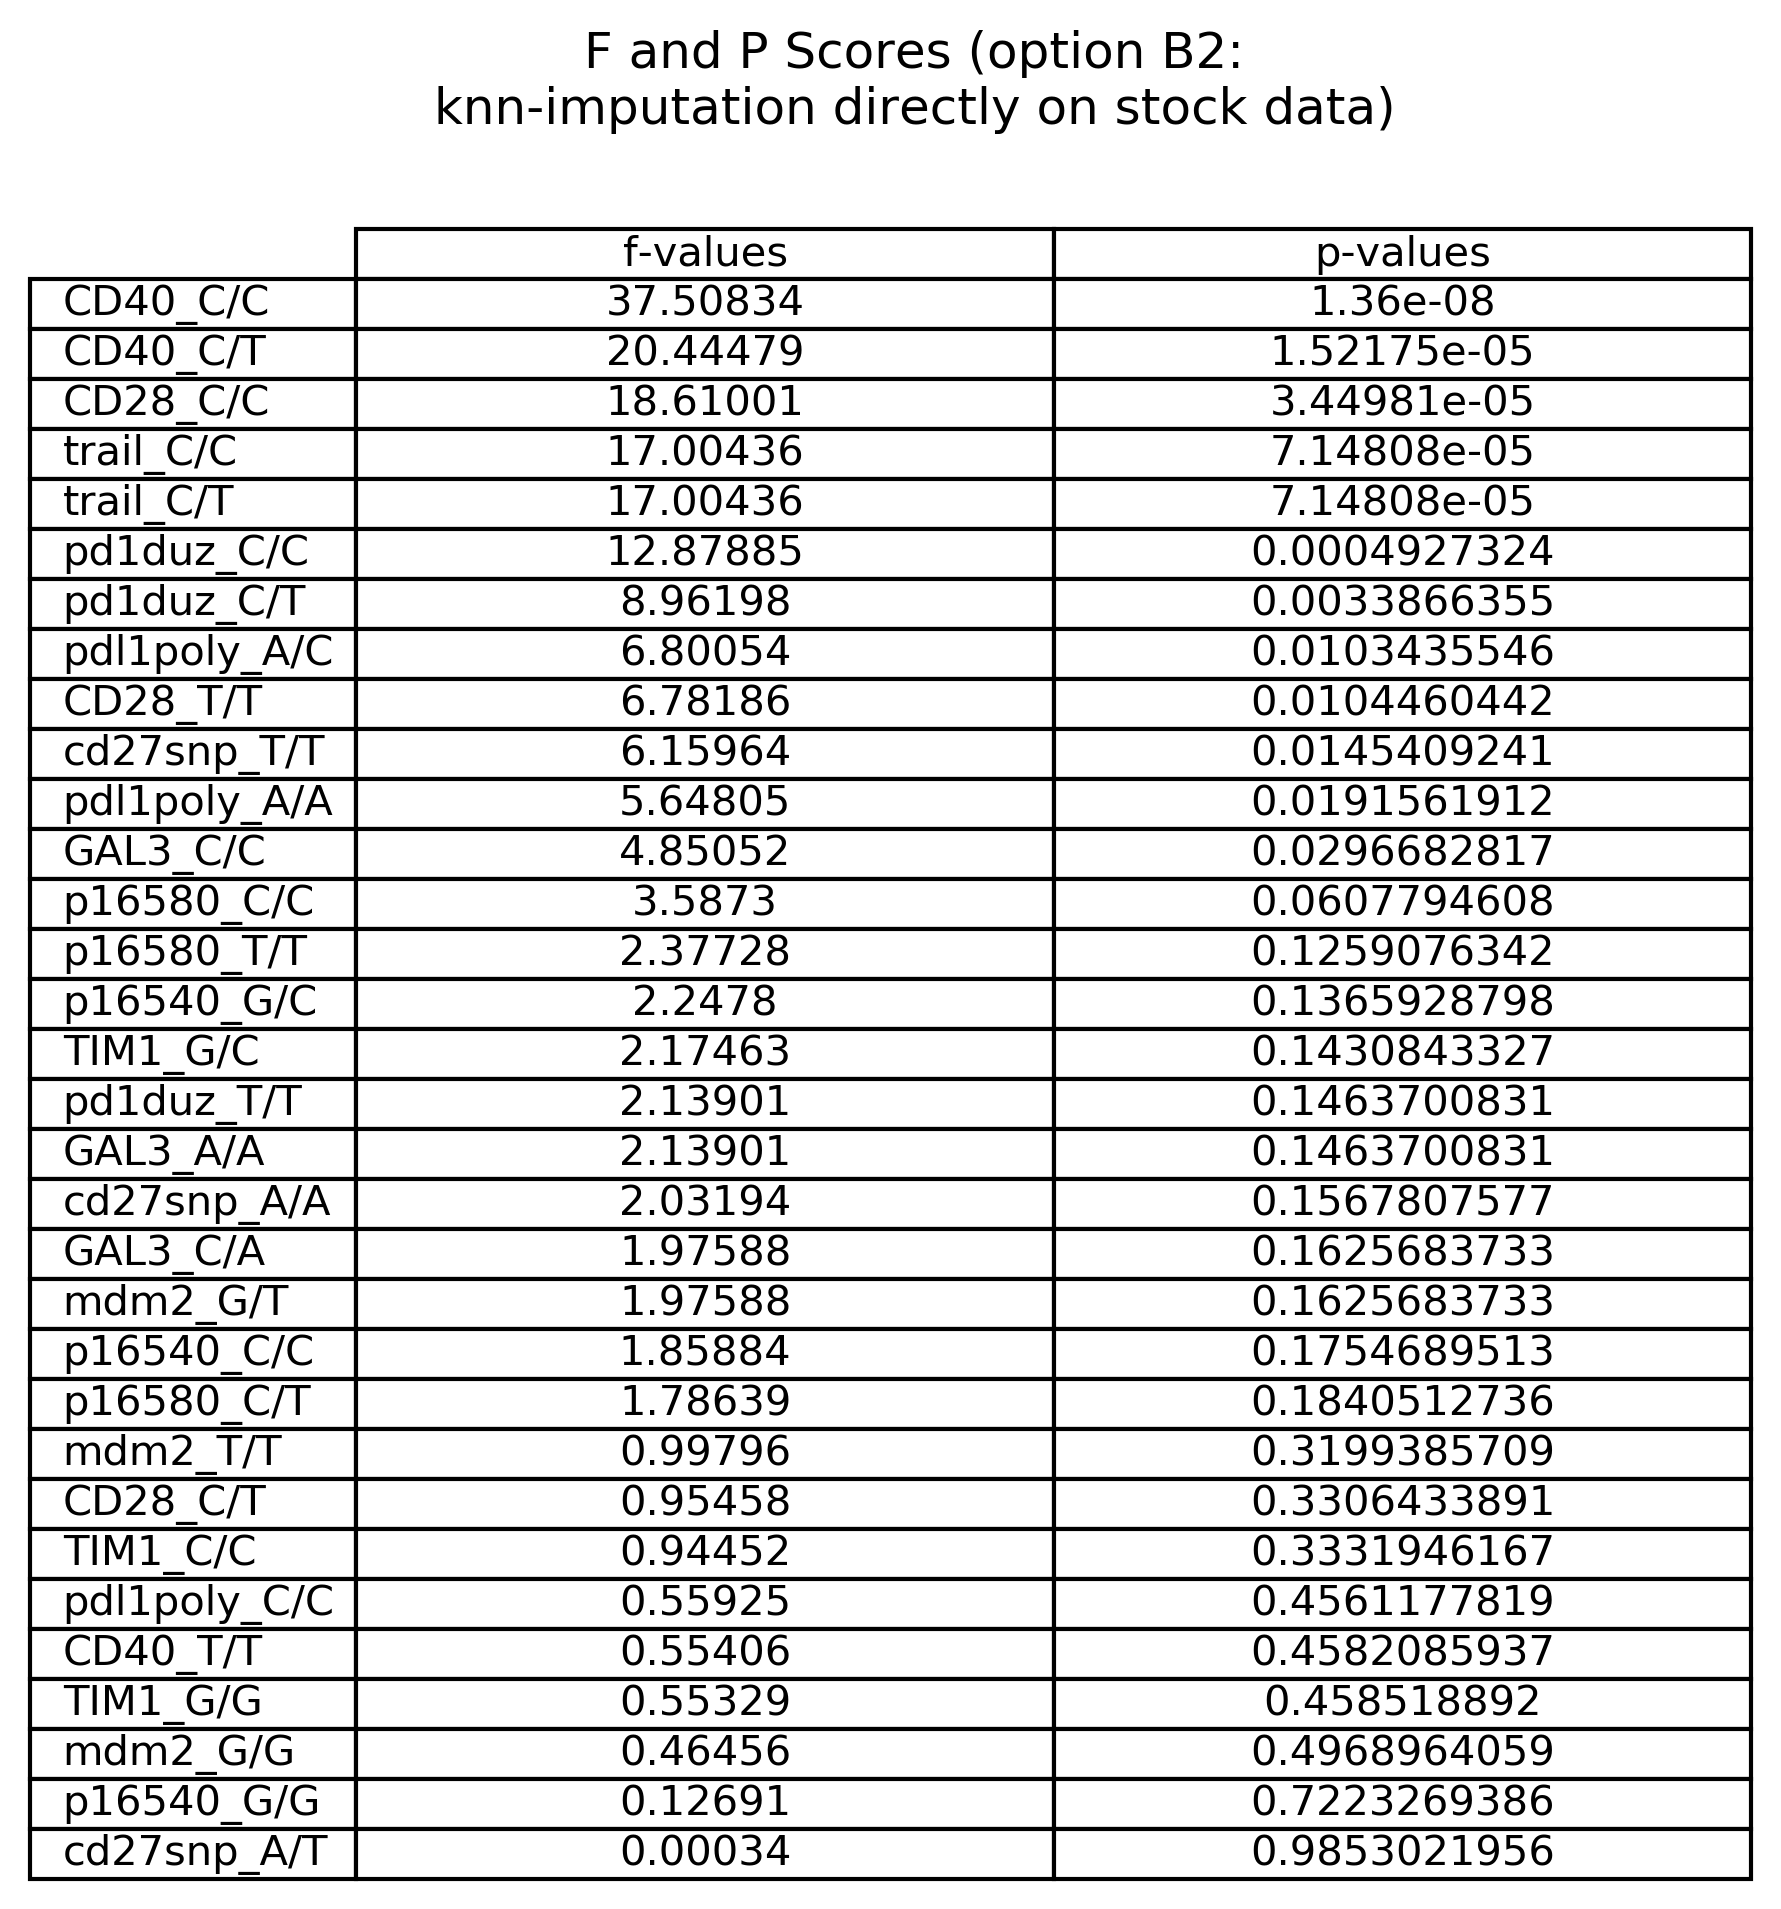 F and P Scores (option B2:
knn-imputation directly on stock data)
f-values p-values
CD40_C/C 37.50834 1.36e-08
CD40_C/T 20.44479 1.52175e-05
CD28_C/C 18.61001 3.44981e-05
trail_C/C 17.00436 7.14808e-05
trail_C/T 17.00436 7.14808e-05
pd1duz_C/C 12.87885 0.0004927324
pd1duz_C/T 8.96198 0.0033866355
pdl1poly_A/C 6.80054 0.0103435546
CD28_T/T 6.78186 0.0104460442
cd27snp_T/T 6.15964 0.0145409241
pdl1poly_A/A 5.64805 0.0191561912
GAL3_C/C 4.85052 0.0296682817
p16580_C/C 3.5873 0.0607794608
p16580_T/T 2.37728 0.1259076342
p16540_G/C 2.2478 0.1365928798
TIM1_G/C 2.17463 0.1430843327
pd1duz_T/T 2.13901 0.1463700831
GAL3_A/A 2.13901 0.1463700831
cd27snp_A/A 2.03194 0.1567807577
GAL3_C/A 1.97588 0.1625683733
mdm2_G/T 1.97588 0.1625683733
p16540_C/C 1.85884 0.1754689513
p16580_C/T 1.78639 0.1840512736
mdm2_T/T 0.99796 0.3199385709
CD28_C/T 0.95458 0.3306433891
TIM1_C/C 0.94452 0.3331946167
pdl1poly_C/C 0.55925 0.4561177819
CD40_T/T 0.55406 0.4582085937
TIM1_G/G 0.55329 0.458518892
mdm2_G/G 0.46456 0.4968964059
p16540_G/G 0.12691 0.7223269386
cd27snp_A/T 0.00034 0.9853021956